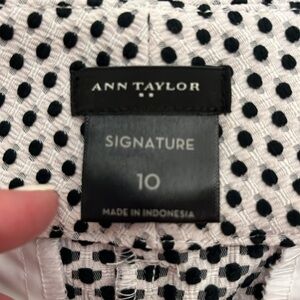 ANN TAYLOR
SIGNATURE
10
MADE IN INDONESIA